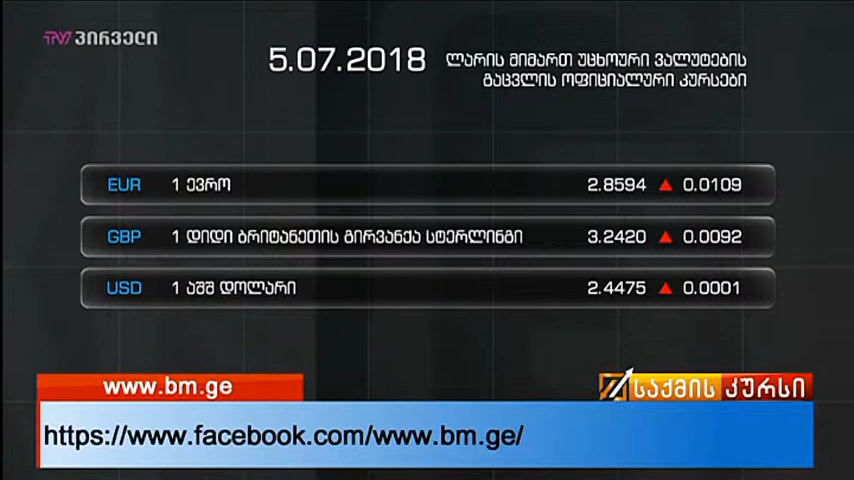 TV პირველი
5.07.2018
ლარის მიმართ უცხოური ვალუტების
გაცვლის ოფიციალური კურსები
EUR 1 ევრო 2.8594 ▲ 0.0109
GBP 1 დიდი ბრიტანეთის გირვანქა სტერლინგი 3.2420 ▲ 0.0092
USD 1 აშშ დოლარი 2.4475 ▲ 0.0001
www.bm.ge
საქმის კურსი
https://www.facebook.com/www.bm.ge/